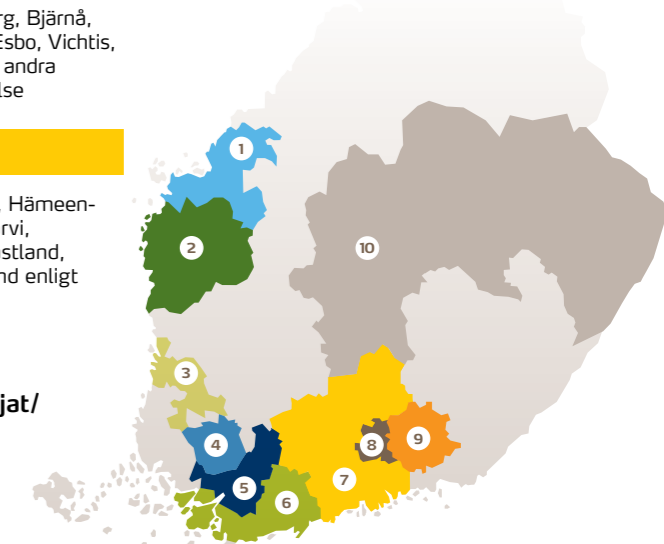 rg, Bjärnå,
Esbo, Vichtis,
andra
lse
, Hämeen-
rvi,
stland,
nd enligt
jat/
1
2
10
3
4
8
9
5
6
7